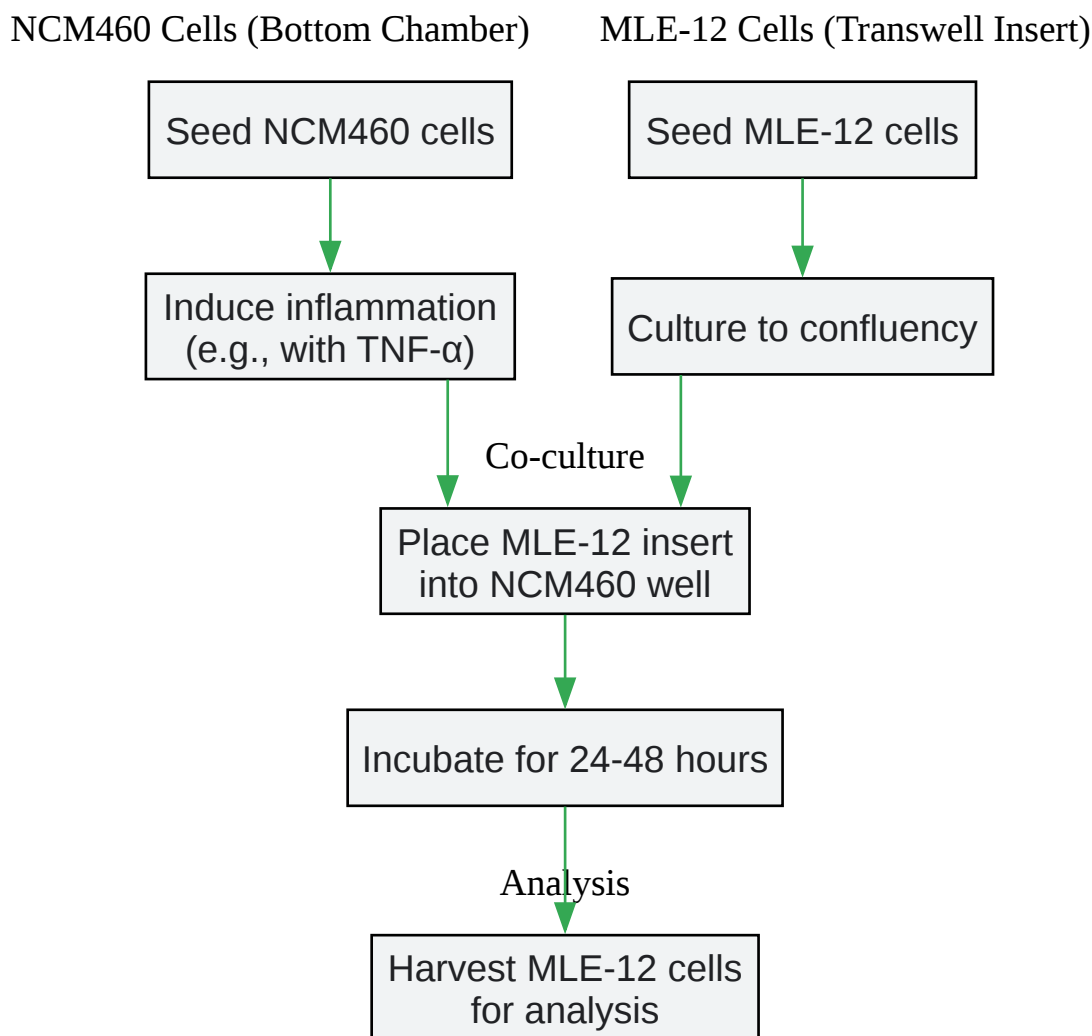 NCM460 Cells (Bottom Chamber)
MLE-12 Cells (Transwell Insert)
Seed NCM460 cells
Seed MLE-12 cells
Induce inflammation
(e.g., with TNF-α)
Culture to confluency
Co-culture
Place MLE-12 insert
into NCM460 well
Incubate for 24-48 hours
Analysis
Harvest MLE-12 cells
for analysis